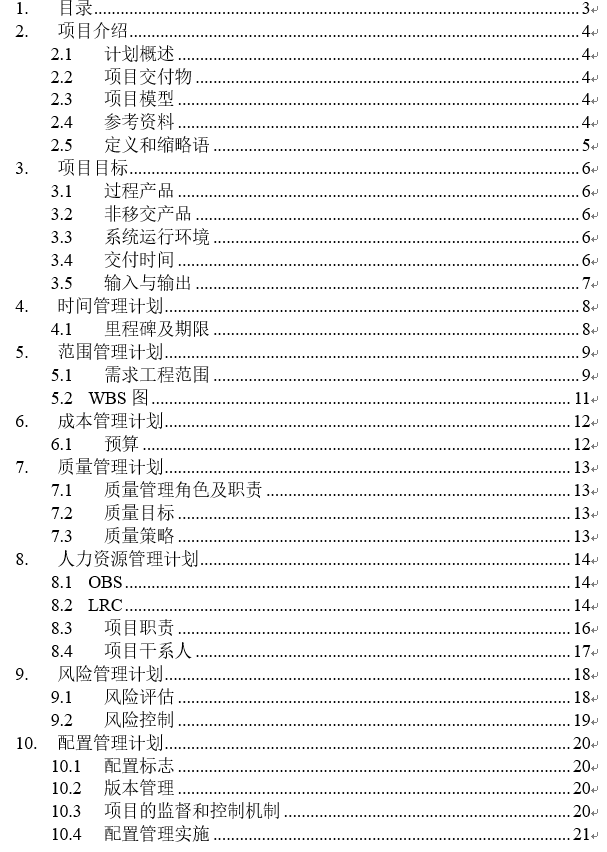 1. 目录 3
2. 项目介绍 4
2.1 计划概述 4
2.2 项目交付物 4
2.3 项目模型 4
2.4 参考资料 4
2.5 定义和缩略语 5
3. 项目目标 6
3.1 过程产品 6
3.2 非移交产品 6
3.3 系统运行环境 6
3.4 交付时间 6
3.5 输入与输出 7
4. 时间管理计划 8
4.1 里程碑及期限 8
5. 范围管理计划 9
5.1 需求工程范围 9
5.2 WBS 图 11
6. 成本管理计划 12
6.1 预算 12
7. 质量管理计划 13
7.1 质量管理角色及职责 13
7.2 质量目标 13
7.3 质量策略 13
8. 人力资源管理计划 14
8.1 OBS 14
8.2 LRC 14
8.3 项目职责 16
8.4 项目干系人 17
9. 风险管理计划 18
9.1 风险评估 18
9.2 风险控制 19
10. 配置管理计划 20
10.1 配置标志 20
10.2 版本管理 20
10.3 项目的监督和控制机制 20
10.4 配置管理实施 21